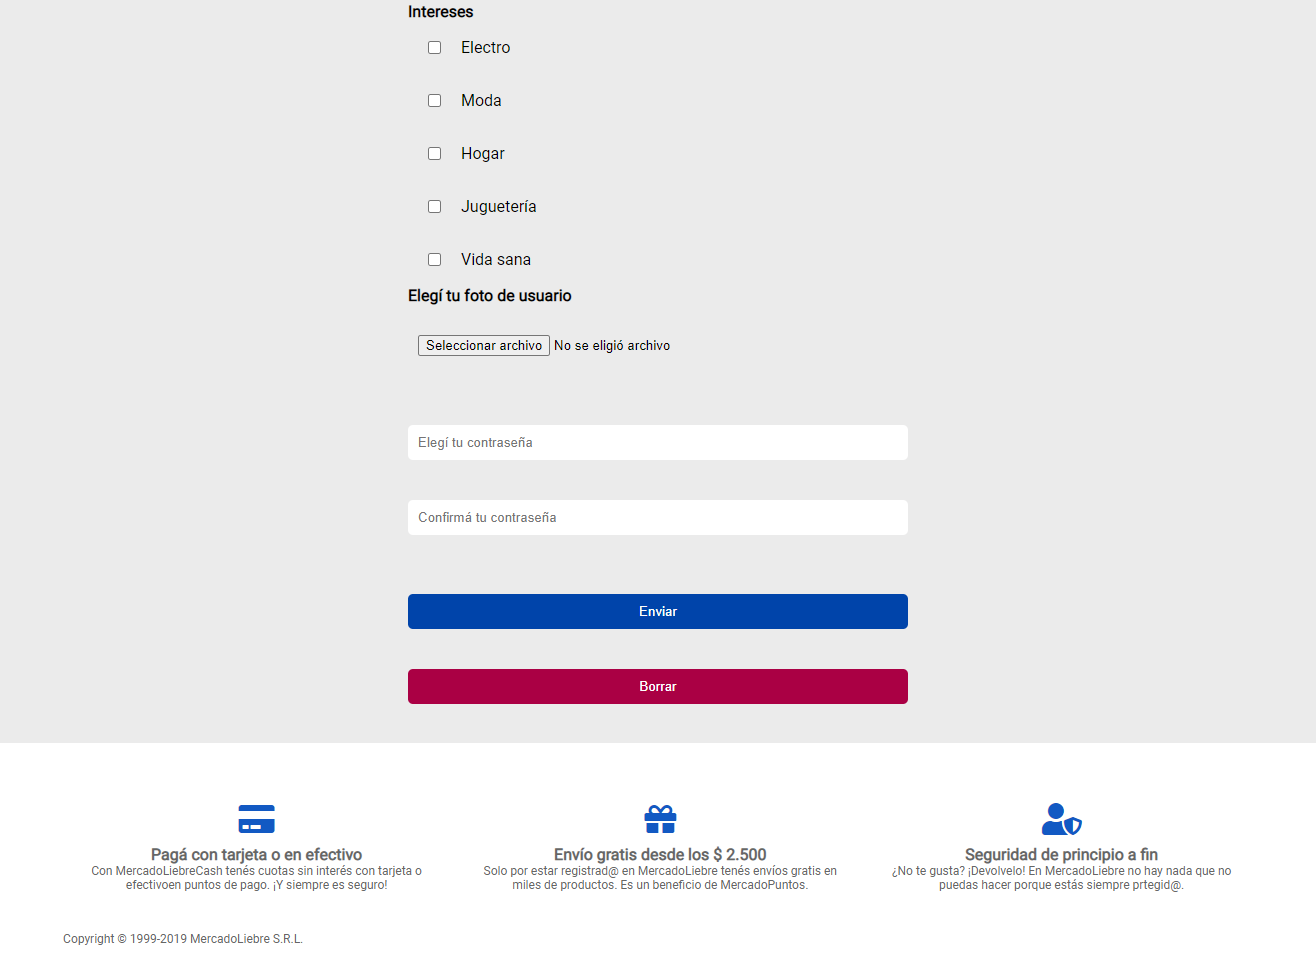 Intereses
Electro
Moda
Hogar
Juguetería
Vida sana
Elegí tu foto de usuario
Seleccionar archivo No se eligió archivo
Elegí tu contraseña
Confirmá tu contraseña
Enviar
Borrar
Pagá con tarjeta o en efectivo
Con MercadoLiebreCash tenés cuotas sin interés con tarjeta o
efectivoen puntos de pago. ¡Y siempre es seguro!
Envío gratis desde los $ 2.500
Solo por estar registrad@ en MercadoLiebre tenés envíos gratis en
miles de productos. Es un beneficio de MercadoPuntos.
Seguridad de principio a fin
¿No te gusta? ¡Devolvelo! En MercadoLiebre no hay nada que no
puedas hacer porque estás siempre prtegid@.
Copyright © 1999-2019 MercadoLiebre S.R.L.